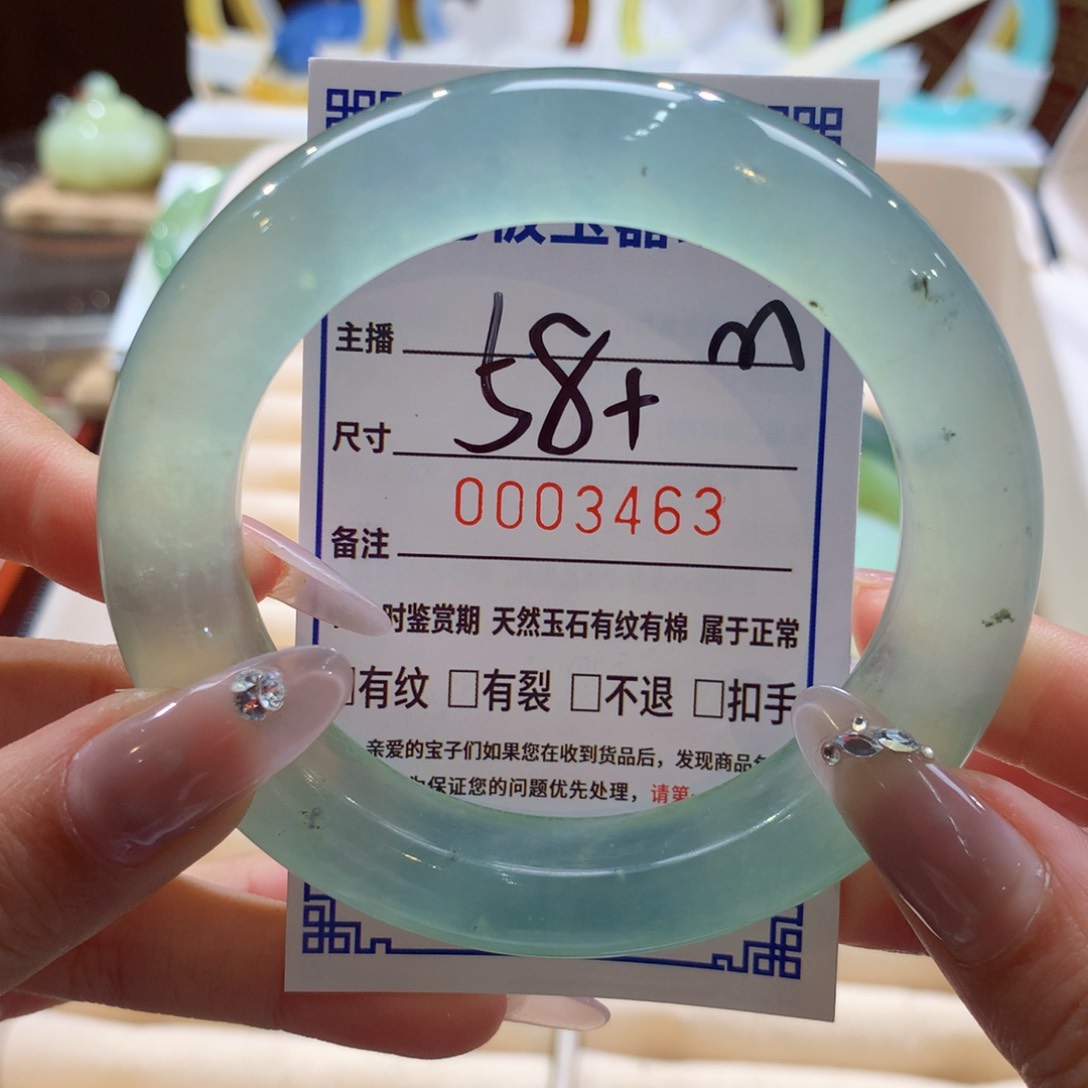 玉器
主播
58+
尺寸
0003463
备注
时鉴赏期 天然玉石有纹有棉 属于正常
□有纹 □有裂 □不退 □扣手
亲爱的宝子们如果您在收到货品后，发现商品
保证您的问题优先处理，请第